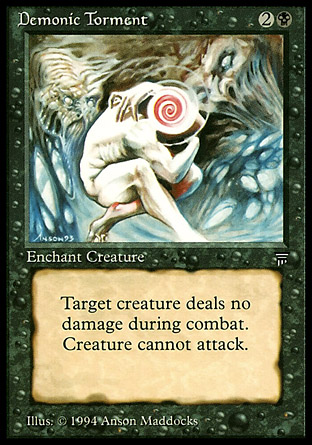 Demonic Torment 2
Anson93
Enchant Creature
Target creature deals no
damage during combat.
Creature cannot attack.
Illus: © 1994 Anson Maddocks